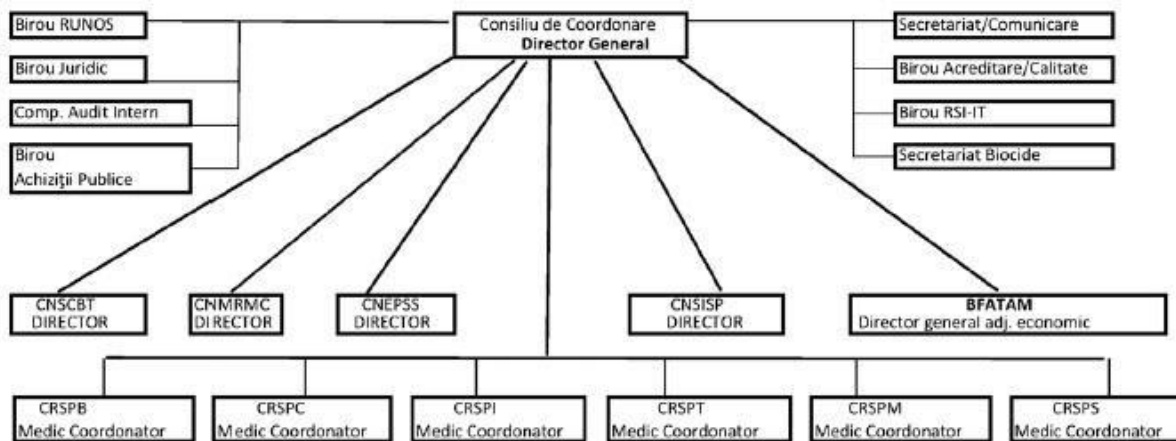 Birou RUNOS
Consiliu de Coordonare
Director General
Secretariat/Comunicare
Birou Juridic
Birou Acreditare/Calitate
Comp. Audit Intern
Birou RSI-IT
Birou
Achiziții Publice
Secretariat Biocide
CNSCBT
DIRECTOR
CNMRMC
DIRECTOR
CNEPSS
DIRECTOR
CNSISP
DIRECTOR
BFATAM
Director general adj. economic
CRSPB
Medic Coordonator
CRSPC
Medic Coordonator
CRSPI
Medic Coordonator
CRSPT
Medic Coordonator
CRSPM
Medic Coordonator
CRSPS
Medic Coordonator